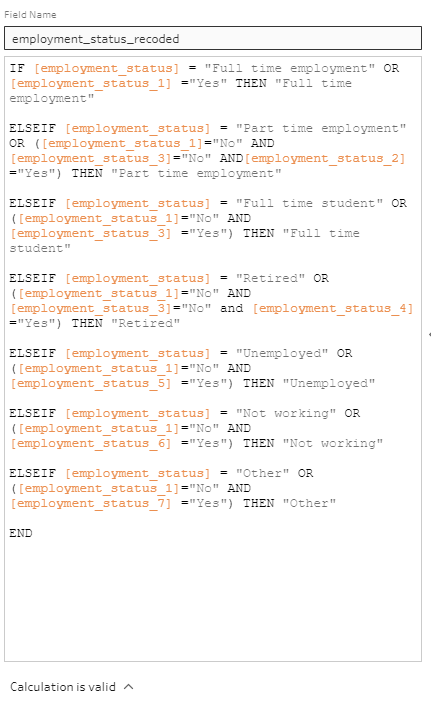 Field Name
employment_status_recoded
IF [employment_status] = "Full time employment" OR
[employment_status_1] ="Yes" THEN "Full time
employment"
ELSEIF [employment_status] = "Part time employment"
OR ([employment_status_1]="No" AND
[employment_status_3]="No" AND[employment_status_2]
="Yes") THEN "Part time employment"
ELSEIF [employment_status] = "Full time student" OR
([employment_status_1]="No" AND
[employment_status_3] ="Yes") THEN "Full time
student"
ELSEIF [employment_status] = "Retired" OR
([employment_status_1]="No" AND
[employment_status_3]="No" and [employment_status_4]
="Yes") THEN "Retired"
ELSEIF [employment_status] = "Unemployed" OR
([employment_status_1]="No" AND
[employment_status_5] ="Yes") THEN "Unemployed"
ELSEIF [employment_status] = "Not working" OR
([employment_status_1]="No" AND
[employment_status_6] ="Yes") THEN "Not working"
ELSEIF [employment_status] = "Other" OR
([employment_status_1]="No" AND
[employment_status_7] ="Yes") THEN "Other"
END
Calculation is valid